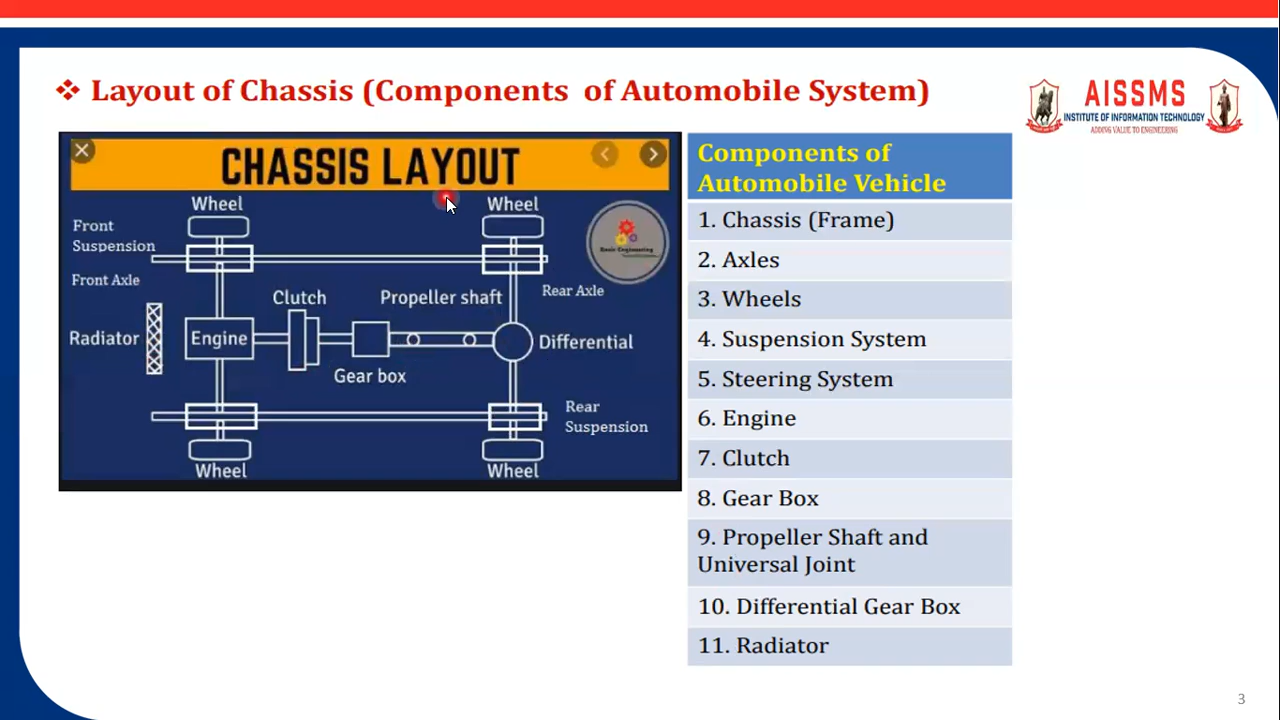 ❖ Layout of Chassis (Components of Automobile System)
AISSMS
INSTITUTE OF INFORMATION TECHNOLOGY
ADDING VALUE TO ENGINEERING
CHASSIS LAYOUT
Wheel
Wheel
Front
Suspension
Front Axle
Clutch
Propeller shaft
Rear Axle
Radiator
Engine
Differential
Gear box
Rear
Suspension
Wheel
Wheel
Basic Engineering
Components of
Automobile Vehicle
1. Chassis (Frame)
2. Axles
3. Wheels
4. Suspension System
5. Steering System
6. Engine
7. Clutch
8. Gear Box
9. Propeller Shaft and
Universal Joint
10. Differential Gear Box
11. Radiator
3